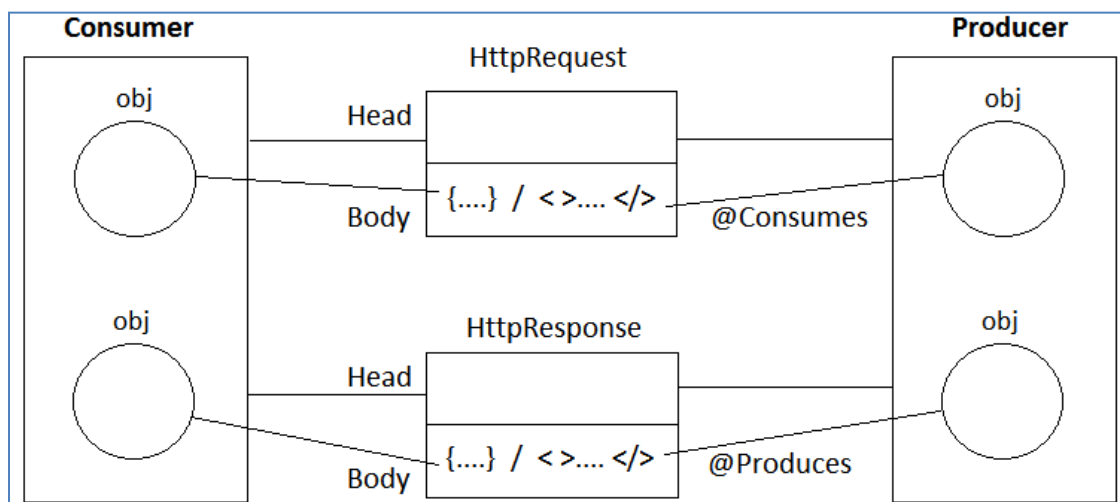 Consumer
Producer
HttpRequest
obj
Head
obj
{....} / < >.... </>
Body
@Consumes
obj
HttpResponse
obj
Head
{....} / < >.... </>
Body
@Produces